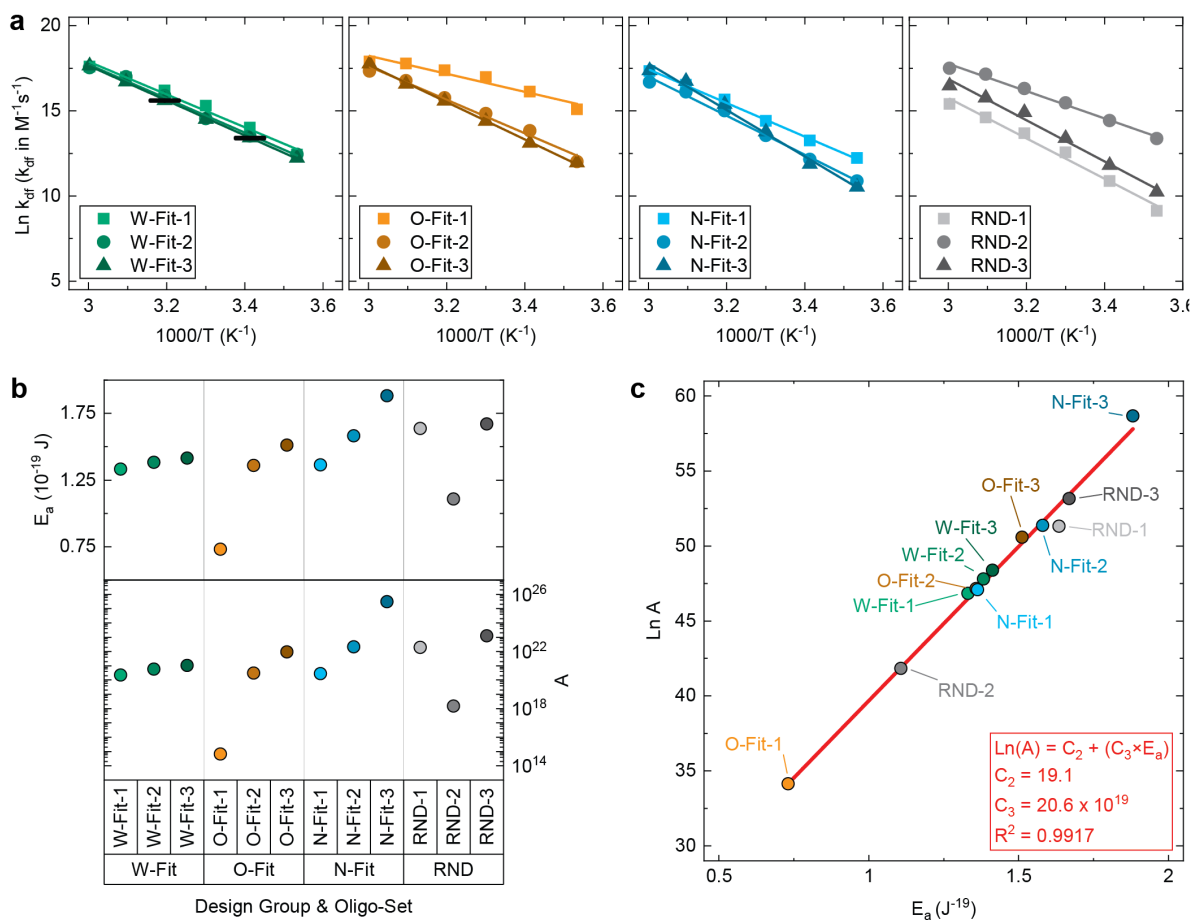 a
Ln k_df (k_df in M⁻¹s⁻¹)
20
15
10
5
W-Fit-1
W-Fit-2
W-Fit-3
3 3.2 3.4 3.6
1000/T (K⁻¹)
O-Fit-1
O-Fit-2
O-Fit-3
3 3.2 3.4 3.6
1000/T (K⁻¹)
N-Fit-1
N-Fit-2
N-Fit-3
3 3.2 3.4 3.6
1000/T (K⁻¹)
RND-1
RND-2
RND-3
3 3.2 3.4 3.6
1000/T (K⁻¹)
b
E_a (10⁻¹⁹ J)
1.75
1.25
0.75
10²⁶
10²²
10¹⁸
10¹⁴
A
W-Fit-1 W-Fit-2 W-Fit-3 O-Fit-1 O-Fit-2 O-Fit-3 N-Fit-1 N-Fit-2 N-Fit-3 RND-1 RND-2 RND-3
W-Fit O-Fit N-Fit RND
Design Group & Oligo-Set
c
Ln A
60
55
50
45
40
35
30
N-Fit-3
RND-3
O-Fit-3
RND-1
W-Fit-3
N-Fit-2
W-Fit-2
O-Fit-2
W-Fit-1
N-Fit-1
RND-2
O-Fit-1
Ln(A) = C₂ + (C₃×E_a)
C₂ = 19.1
C₃ = 20.6 x 10¹⁹
R² = 0.9917
0.5 1 1.5 2
E_a (J⁻¹⁹)